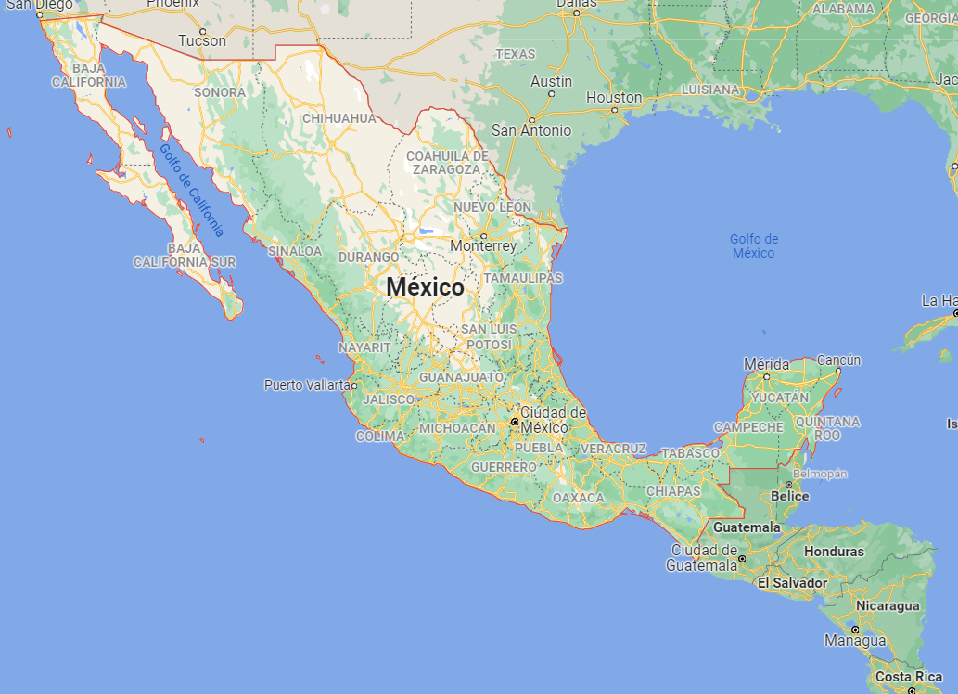 San Diego
Phoenix
Dallas
ALABAMA
GEORGIA
Tucson
TEXAS
BAJA
CALIFORNIA
SONORA
Austin
Houston
LUISIANA
CHIHUAHUA
San Antonio
COAHUILA DE
ZARAGOZA
Golfo de California
NUEVO LEÓN
Monterrey
Golfo de
México
BAJA
CALIFORNIA SUR
SINALOA
DURANGO
México
TAMAULIPAS
La Ha
SAN LUIS
POTOSÍ
NAYARIT
Mérida
Cancún
Puerto Vallarta
GUANAJUATO
JALISCO
YUCATÁN
Ciudad de
México
COLIMA
MICHOACÁN
CAMPECHE
QUINTANA
ROO
PUEBLA
VERACRUZ
TABASCO
GUERRERO
Belmopán
OAXACA
CHIAPAS
Belice
Guatemala
Ciudad de
Guatemala
Honduras
El Salvador
Nicaragua
Managua
Costa Rica